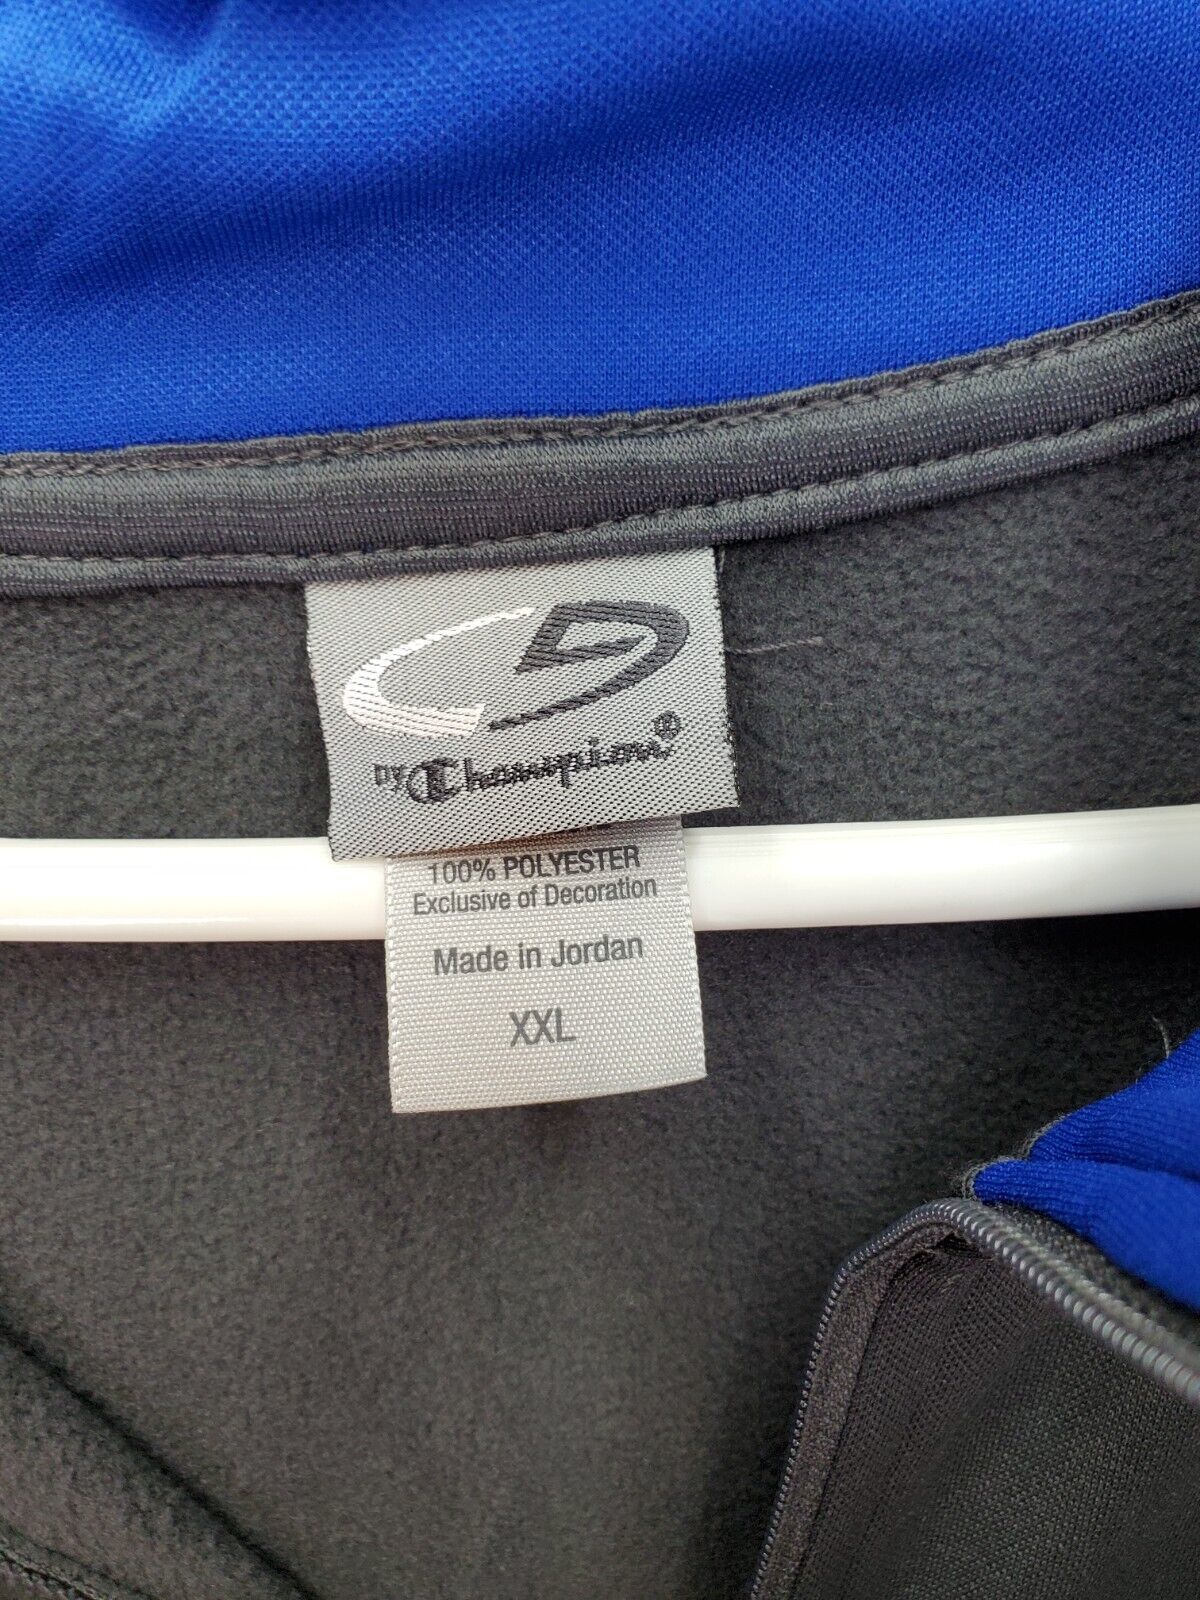 by Champion®
100% POLYESTER
Exclusive of Decoration
Made in Jordan
XXL